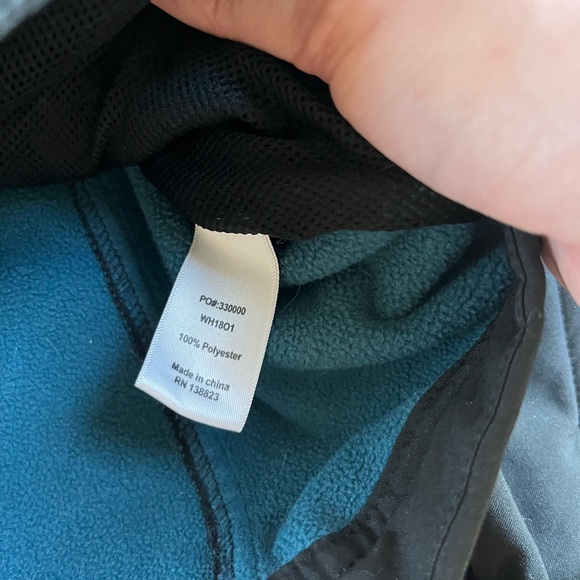 PO#:330000
WH18O1
100% Polyester
Made in china
RN 138823